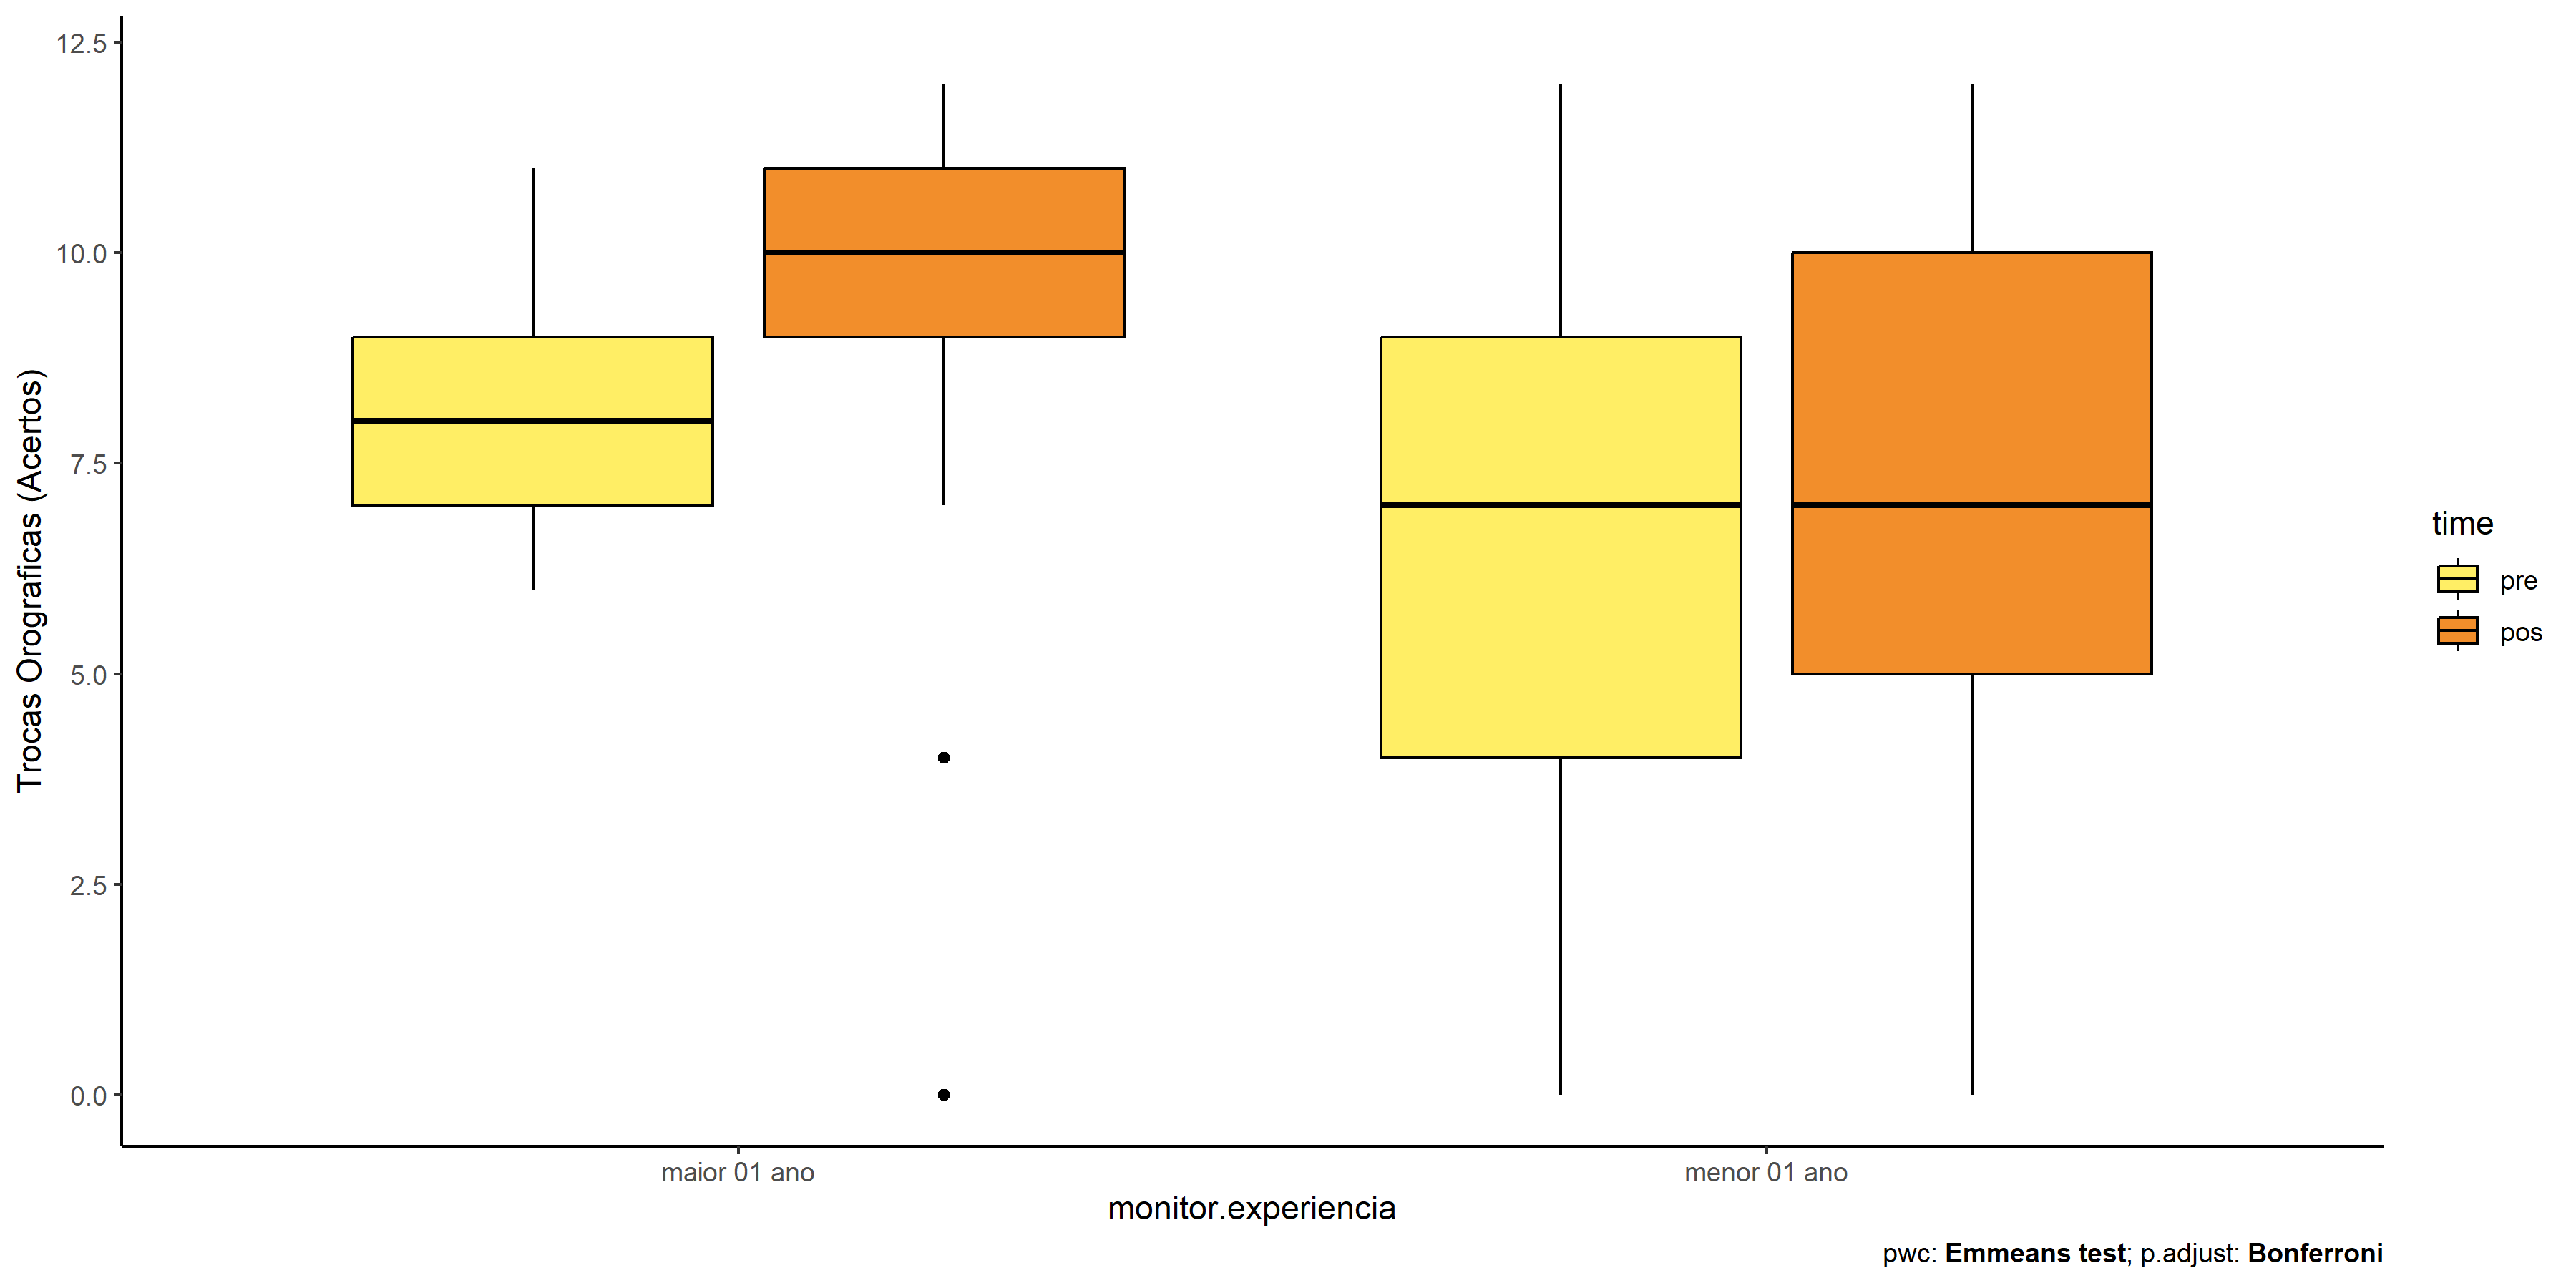 12.5
10.0
7.5
5.0
2.5
0.0
Trocas Orograficas (Acertos)
maior 01 ano
menor 01 ano
monitor.experiencia
time
pre
pos
pwc: Emmeans test; p.adjust: Bonferroni